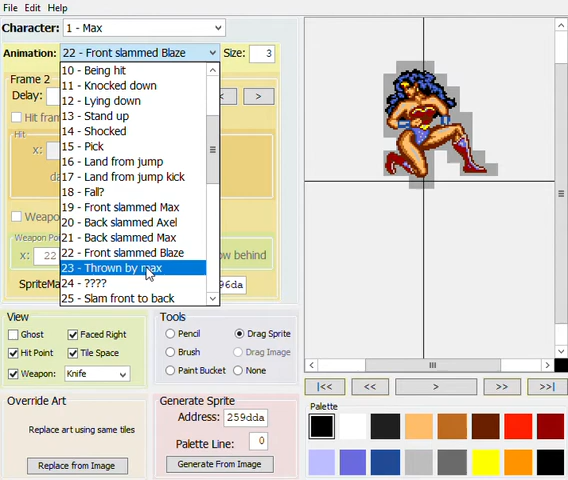 File Edit Help
Character: 1 - Max
Animation: 22 - Front slammed Blaze Size: 3
10 - Being hit
11 - Knocked down
12 - Lying down
13 - Stand up
14 - Shocked
15 - Pick
16 - Land from jump
17 - Land from jump kick
18 - Fall?
19 - Front slammed Max
20 - Back slammed Axel
21 - Back slammed Max
22 - Front slammed Blaze
23 - Thrown by max
24 - ????
25 - Slam front to back
Frame 2
Delay: < >
Hit
x:
Weapon
x: 22
SpriteMa 96da
View
Ghost Faced Right
Hit Point Tile Space
Weapon: Knife
Tools
Pencil Drag Sprite
Brush Drag Image
Paint Bucket None
|<< << > >> >>|
Override Art
Replace art using same tiles
Replace from Image
Generate Sprite
Address: 259dda
Palette Line: 0
Generate From Image
Palette